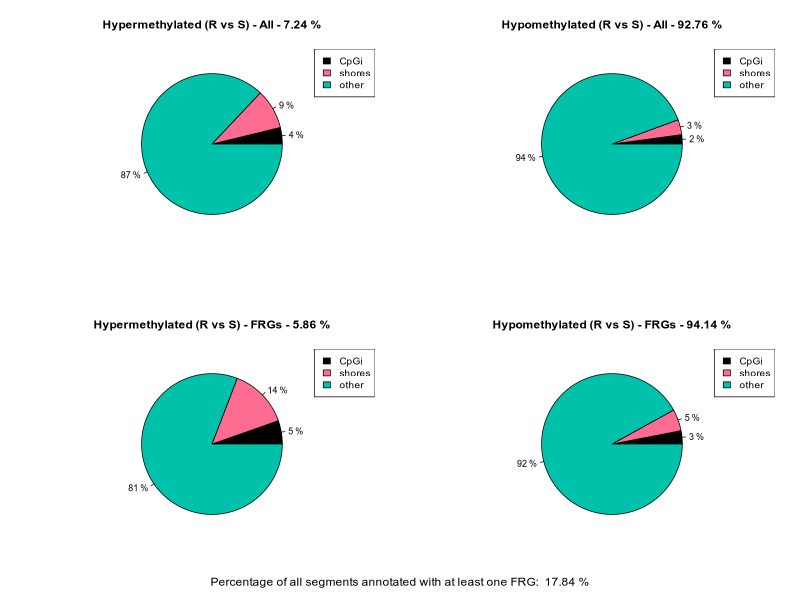 Hypermethylated (R vs S) - All - 7.24 %
CpGi
shores
other
9 %
4 %
87 %
Hypomethylated (R vs S) - All - 92.76 %
CpGi
shores
other
3 %
2 %
94 %
Hypermethylated (R vs S) - FRGs - 5.86 %
CpGi
shores
other
14 %
5 %
81 %
Hypomethylated (R vs S) - FRGs - 94.14 %
CpGi
shores
other
5 %
3 %
92 %
Percentage of all segments annotated with at least one FRG: 17.84 %